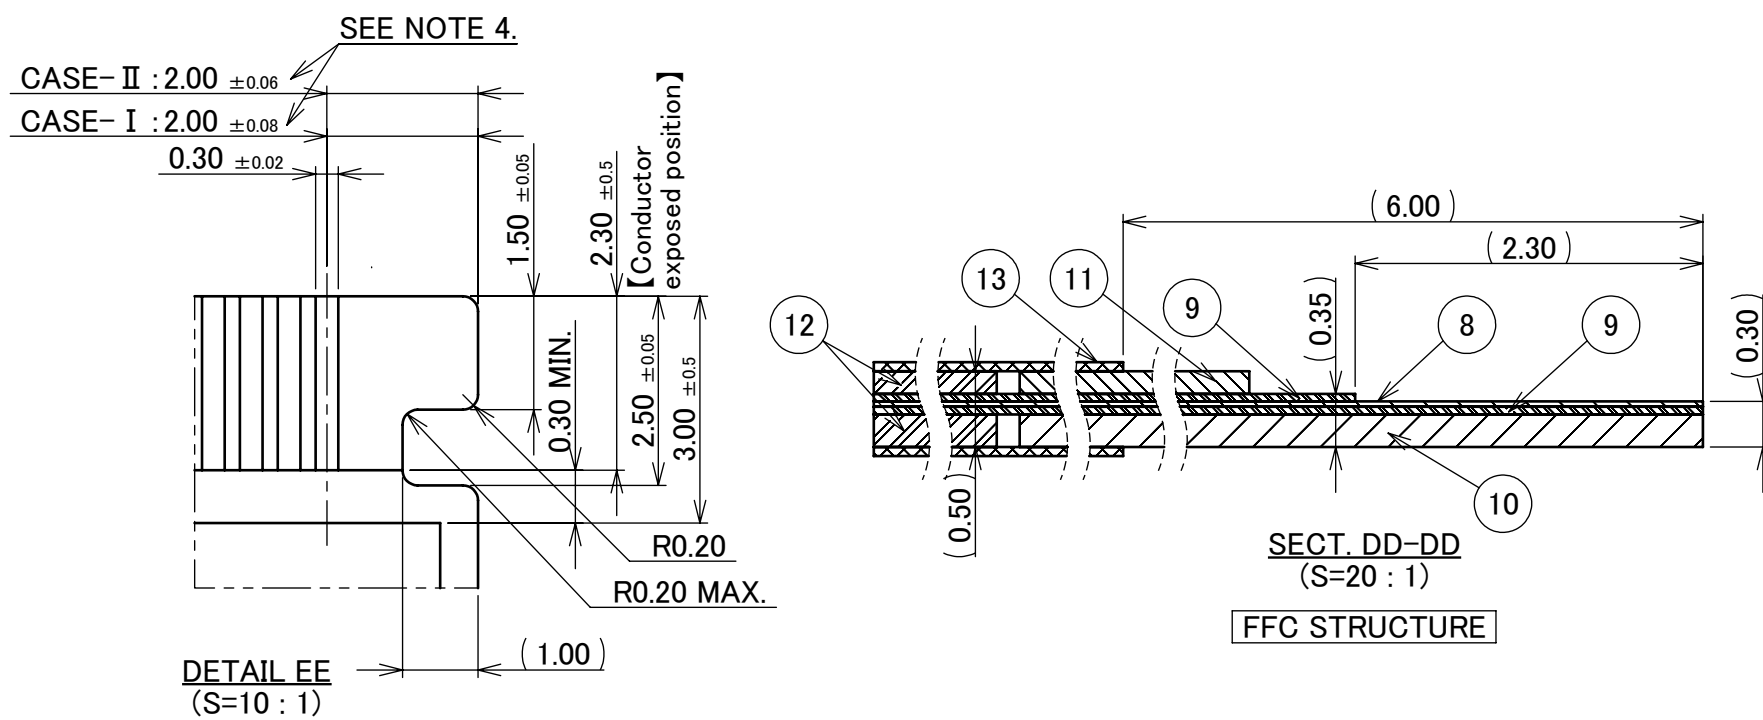 SEE NOTE 4.
CASE-Ⅱ:2.00 ±0.06
CASE-Ⅰ:2.00 ±0.08
0.30 ±0.02
1.50 ±0.05
2.30 ±0.5
【Conductor
exposed position】
0.30 MIN.
2.50 ±0.05
3.00 ±0.5
R0.20
R0.20 MAX.
(1.00)
DETAIL EE
(S=10 : 1)
(6.00)
(2.30)
13
11
9
(0.35)
8
9
(0.30)
12
(0.50)
10
SECT. DD-DD
(S=20 : 1)
FFC STRUCTURE